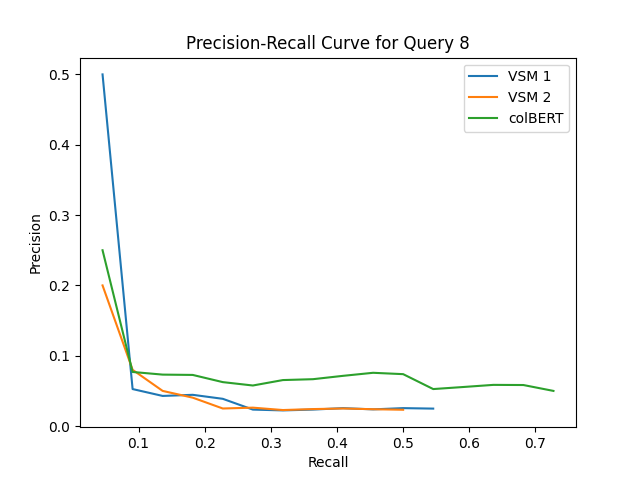 Precision-Recall Curve for Query 8
VSM 1
VSM 2
colBERT
Precision
0.5
0.4
0.3
0.2
0.1
0.0
0.1 0.2 0.3 0.4 0.5 0.6 0.7
Recall